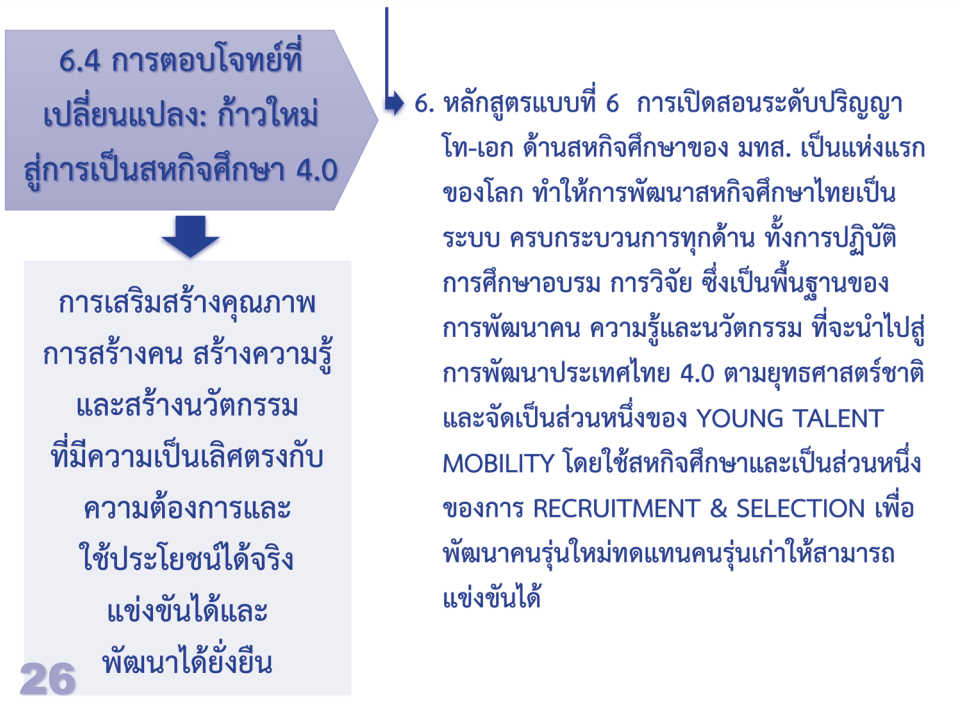 6.4 การตอบโจทย์ที่
เปลี่ยนแปลง: ก้าวใหม่
สู่การเป็นสหกิจศึกษา 4.0
การเสริมสร้างคุณภาพ
การสร้างคน สร้างความรู้
และสร้างนวัตกรรม
ที่มีความเป็นเลิศตรงกับ
ความต้องการและ
ใช้ประโยชน์ได้จริง
แข่งขันได้และ
พัฒนาได้ยั่งยืน
6. หลักสูตรแบบที่ 6 การเปิดสอนระดับปริญญา
โท-เอก ด้านสหกิจศึกษาของ มทส. เป็นแห่งแรก
ของโลก ทำให้การพัฒนาสหกิจศึกษาไทยเป็น
ระบบ ครบกระบวนการทุกด้าน ทั้งการปฏิบัติ
การศึกษาอบรม การวิจัย ซึ่งเป็นพื้นฐานของ
การพัฒนาคน ความรู้และนวัตกรรม ที่จะนำไปสู่
การพัฒนาประเทศไทย 4.0 ตามยุทธศาสตร์ชาติ
และจัดเป็นส่วนหนึ่งของ YOUNG TALENT
MOBILITY โดยใช้สหกิจศึกษาและเป็นส่วนหนึ่ง
ของการ RECRUITMENT & SELECTION เพื่อ
พัฒนาคนรุ่นใหม่ทดแทนคนรุ่นเก่าให้สามารถ
แข่งขันได้
26